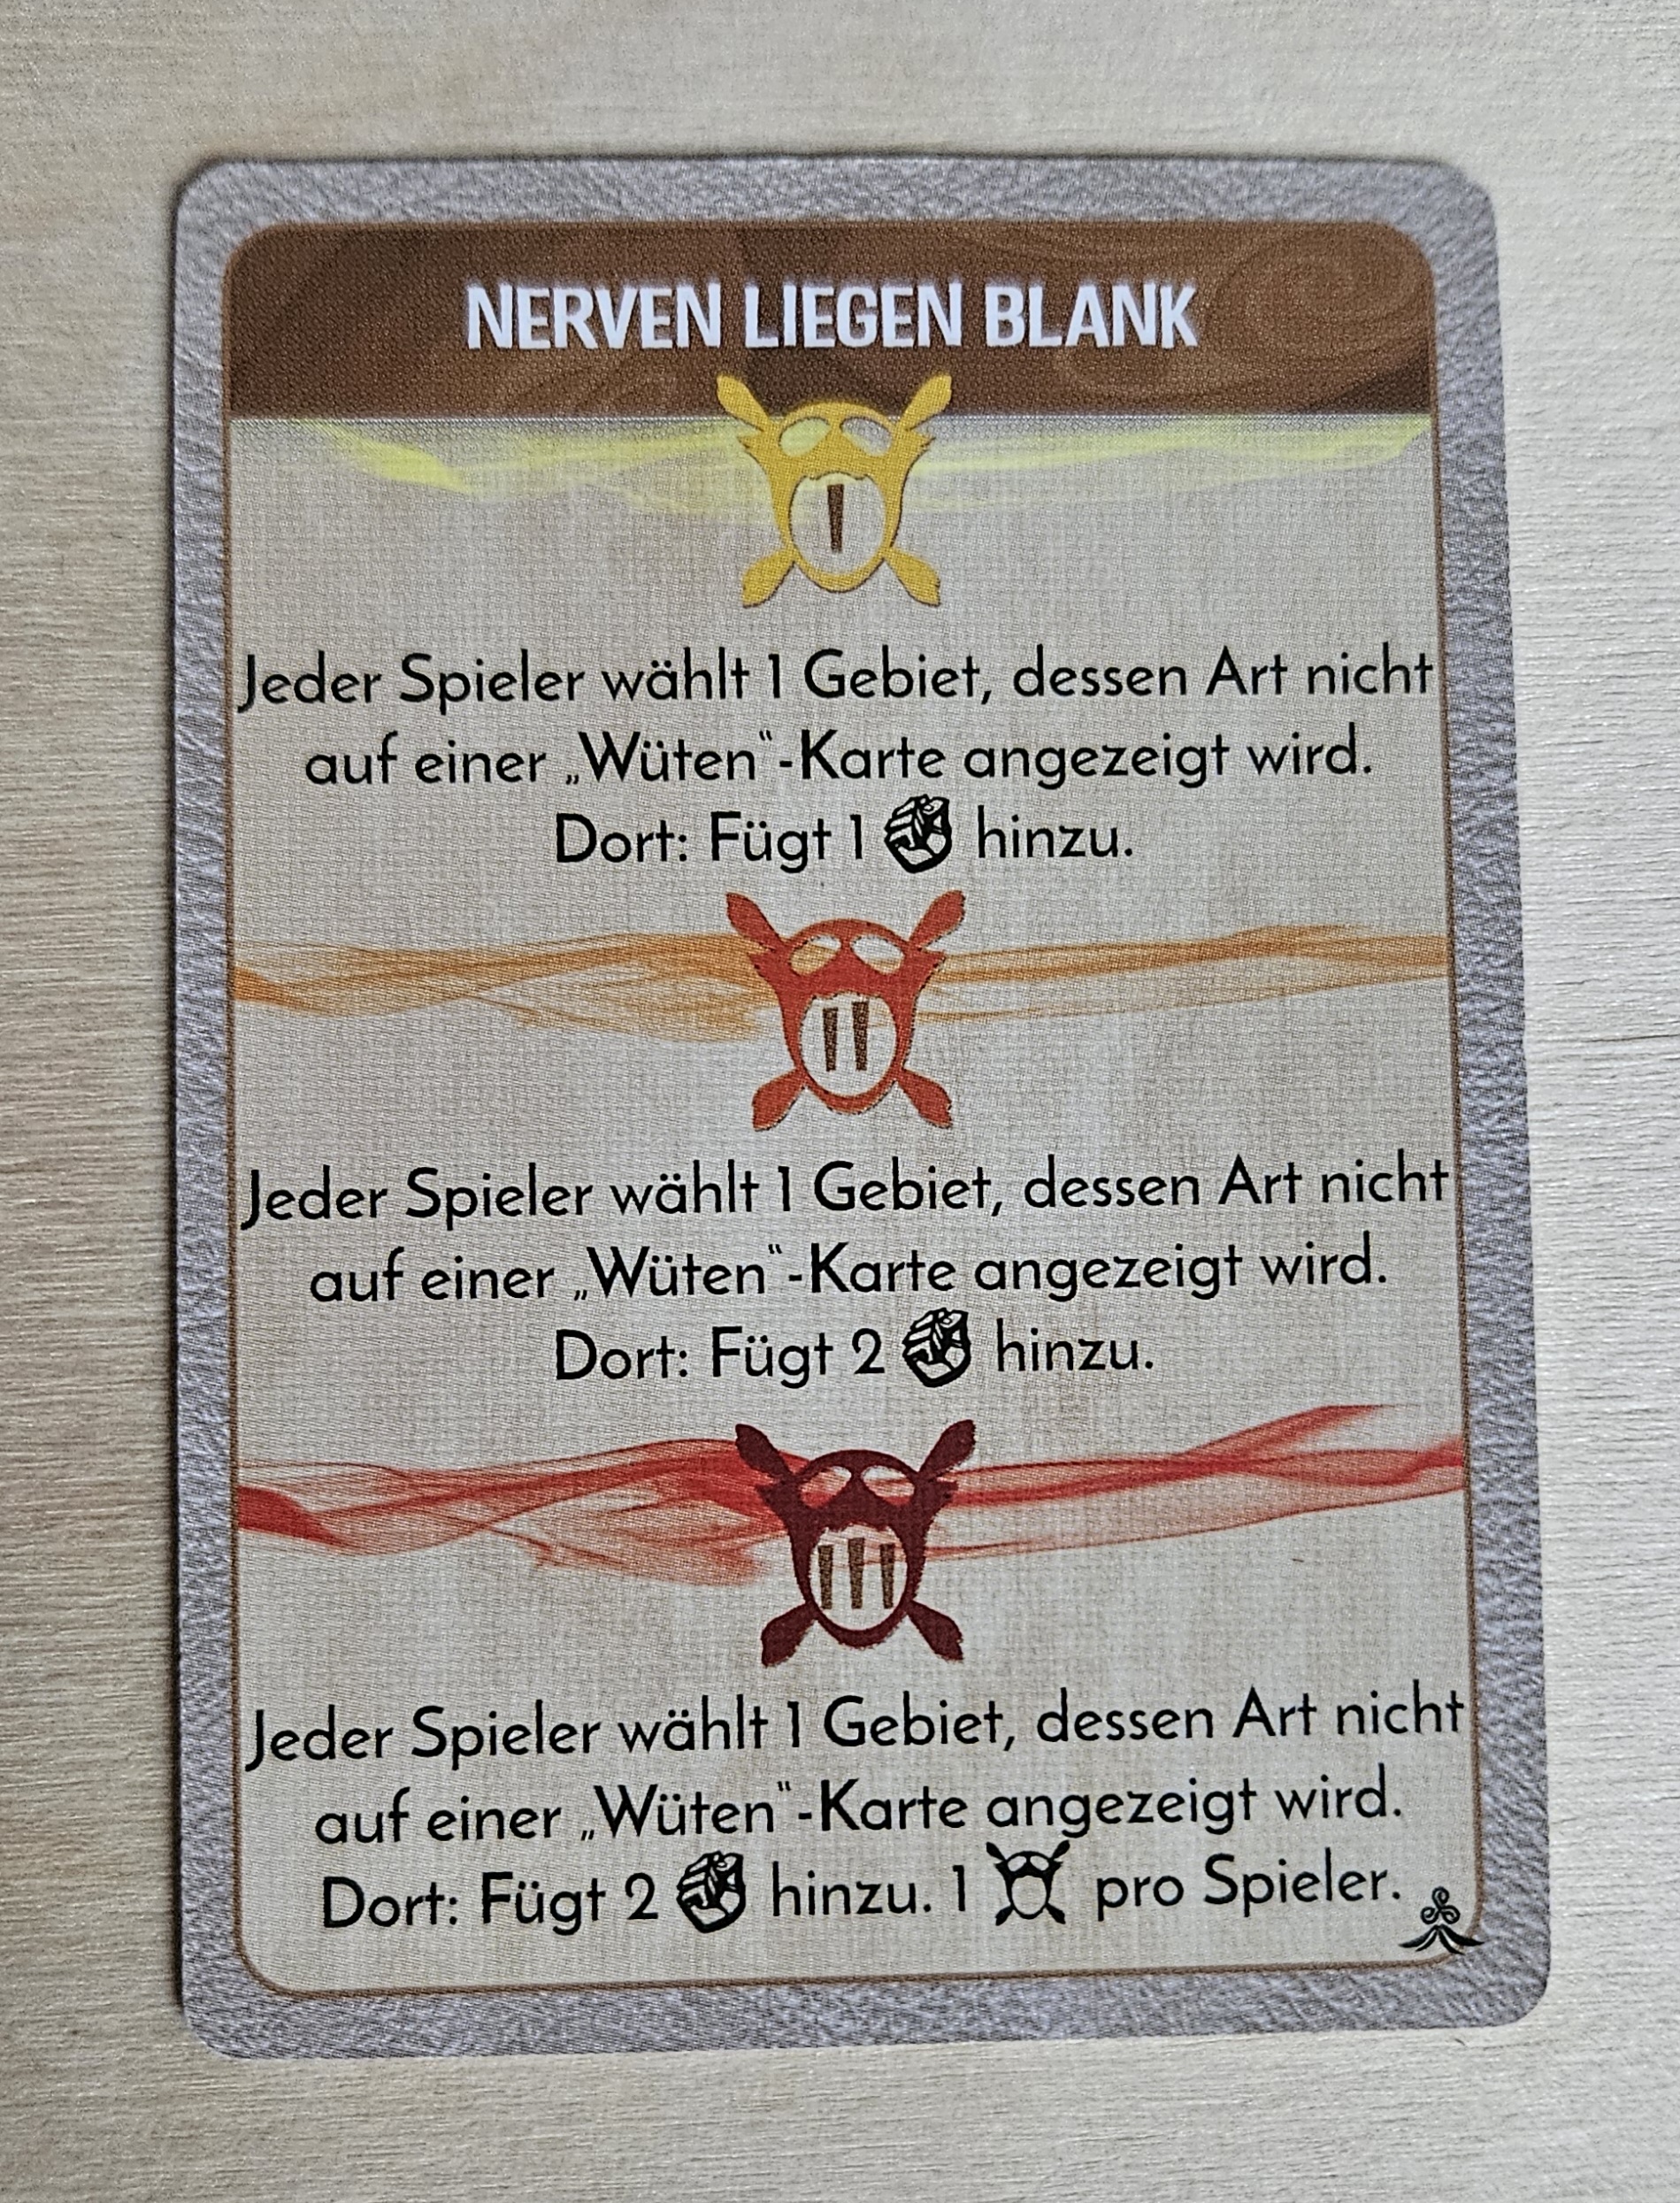 NERVEN LIEGEN BLANK
I
Jeder Spieler wählt 1 Gebiet, dessen Art nicht
auf einer „Wüten“-Karte angezeigt wird.
Dort: Fügt 1 hinzu.
II
Jeder Spieler wählt 1 Gebiet, dessen Art nicht
auf einer „Wüten“-Karte angezeigt wird.
Dort: Fügt 2 hinzu.
III
Jeder Spieler wählt 1 Gebiet, dessen Art nicht
auf einer „Wüten“-Karte angezeigt wird.
Dort: Fügt 2 hinzu. 1 pro Spieler.